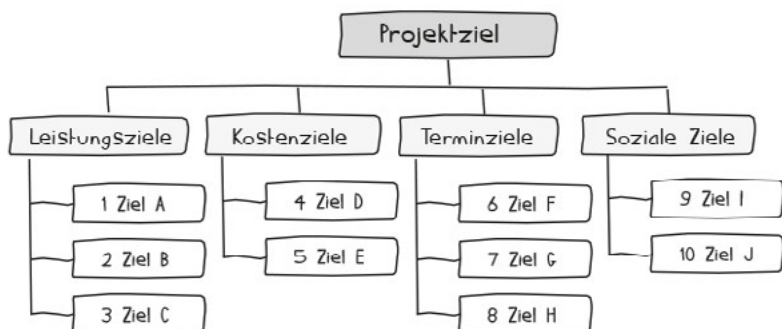 Projektziel
Leistungsziele
1 Ziel A
2 Ziel B
3 Ziel C
Kostenziele
4 Ziel D
5 Ziel E
Terminziele
6 Ziel F
7 Ziel G
8 Ziel H
Soziale Ziele
9 Ziel I
10 Ziel J